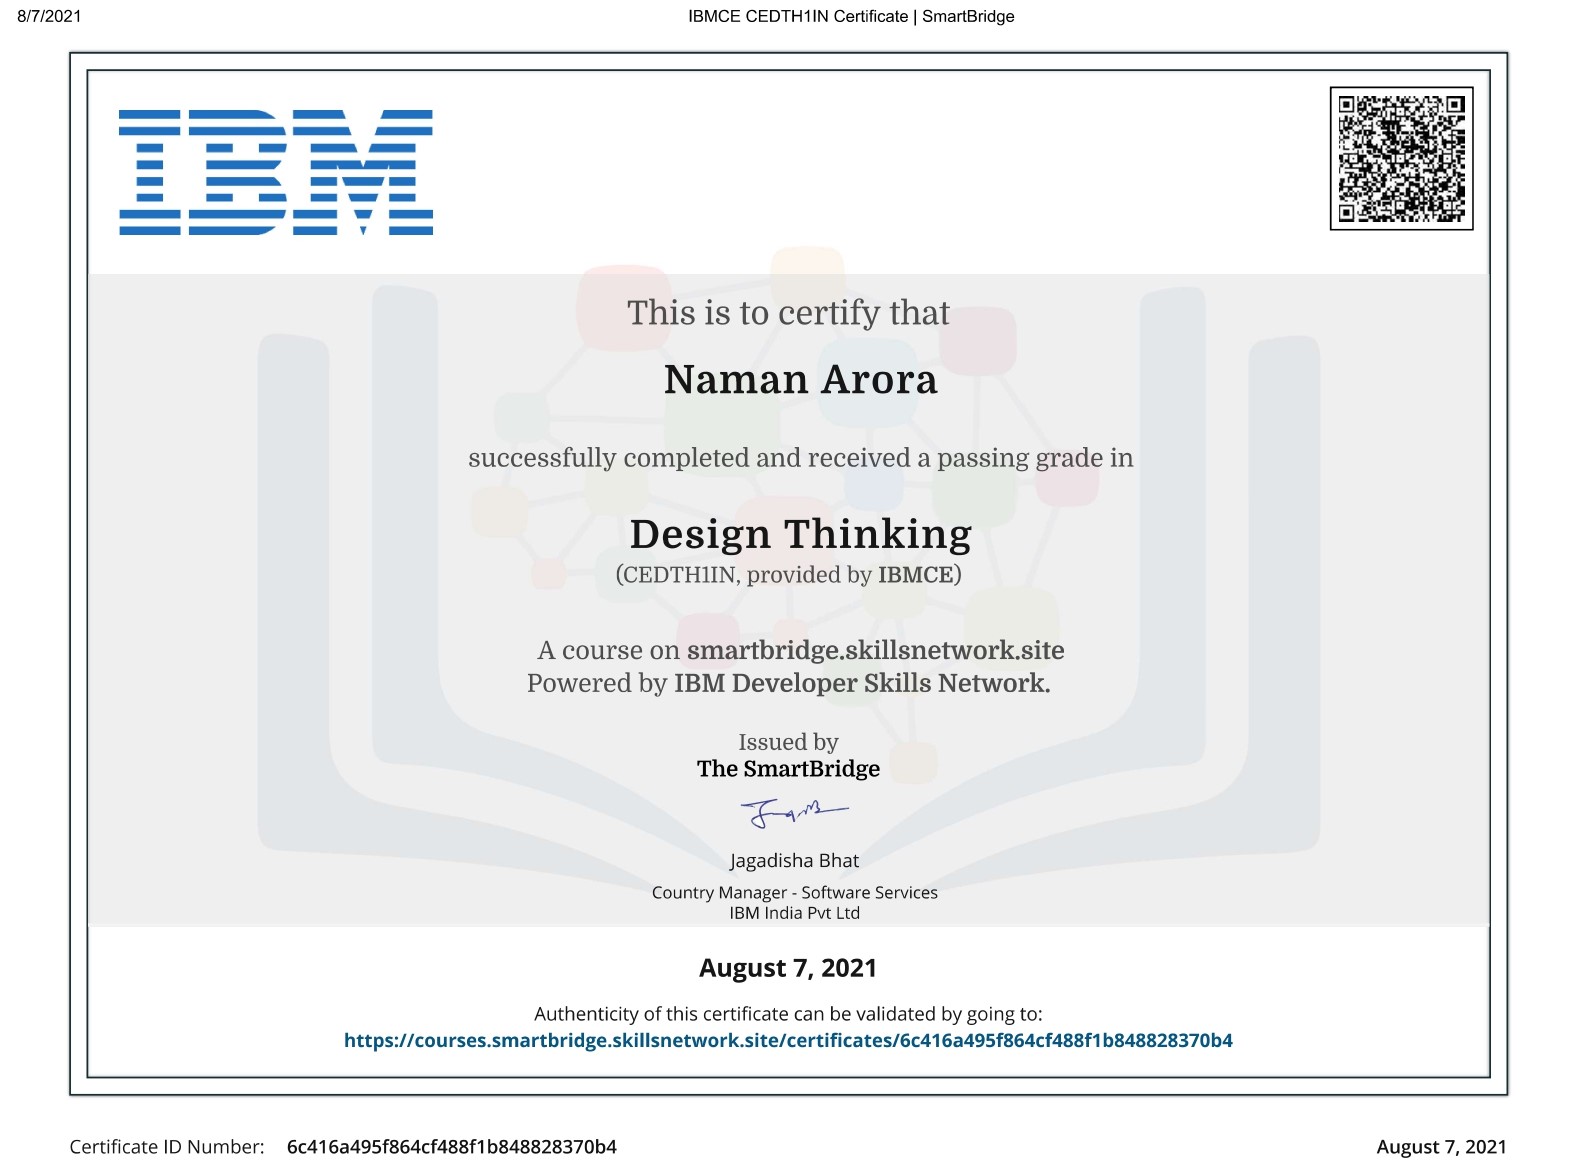 8/7/2021
IBMCE CEDTH1IN Certificate | SmartBridge
IBM
This is to certify that
Naman Arora
successfully completed and received a passing grade in
Design Thinking
(CEDTH1IN, provided by IBMCE)
A course on smartbridge.skillsnetwork.site
Powered by IBM Developer Skills Network.
Issued by
The SmartBridge
Jagadisha Bhat
Country Manager - Software Services
IBM India Pvt Ltd
August 7, 2021
Authenticity of this certificate can be validated by going to:
https://courses.smartbridge.skillsnetwork.site/certificates/6c416a495f864cf488f1b848828370b4
Certificate ID Number: 6c416a495f864cf488f1b848828370b4
August 7, 2021